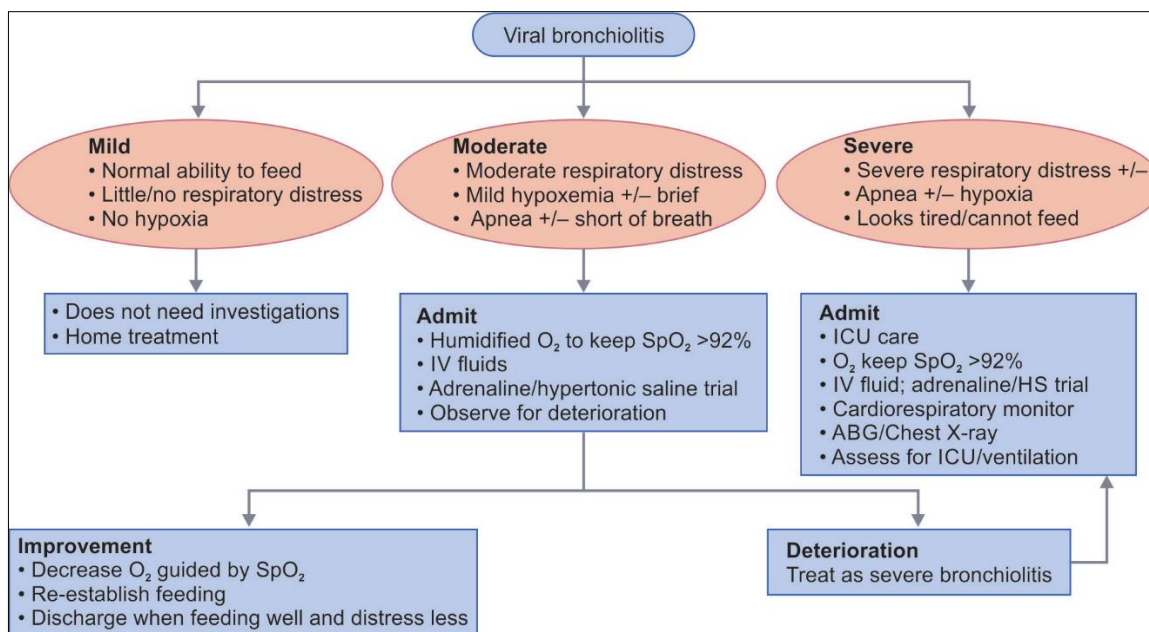 Viral bronchiolitis
Mild
• Normal ability to feed
• Little/no respiratory distress
• No hypoxia
Moderate
• Moderate respiratory distress
• Mild hypoxemia +/– brief
• Apnea +/– short of breath
Severe
• Severe respiratory distress +/–
• Apnea +/– hypoxia
• Looks tired/cannot feed
• Does not need investigations
• Home treatment
Admit
• Humidified O₂ to keep SpO₂ >92%
• IV fluids
• Adrenaline/hypertonic saline trial
• Observe for deterioration
Admit
• ICU care
• O₂ keep SpO₂ >92%
• IV fluid; adrenaline/HS trial
• Cardiorespiratory monitor
• ABG/Chest X-ray
• Assess for ICU/ventilation
Improvement
• Decrease O₂ guided by SpO₂
• Re-establish feeding
• Discharge when feeding well and distress less
Deterioration
Treat as severe bronchiolitis